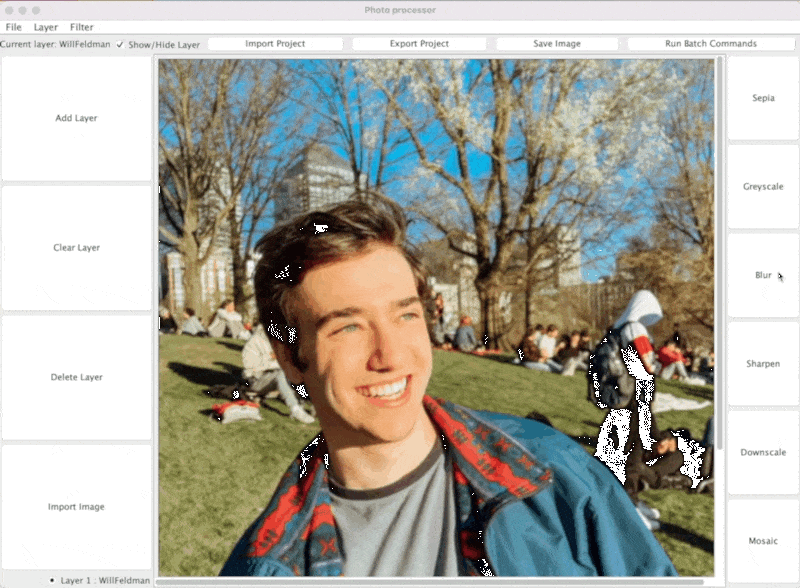 Photo processor
File Layer Filter
Current layer: WillFeldman Show/Hide Layer Import Project Export Project Save Image Run Batch Commands
Add Layer
Clear Layer
Delete Layer
Import Image
Layer 1 : WillFeldman
Sepia
Greyscale
Blur
Sharpen
Downscale
Mosaic